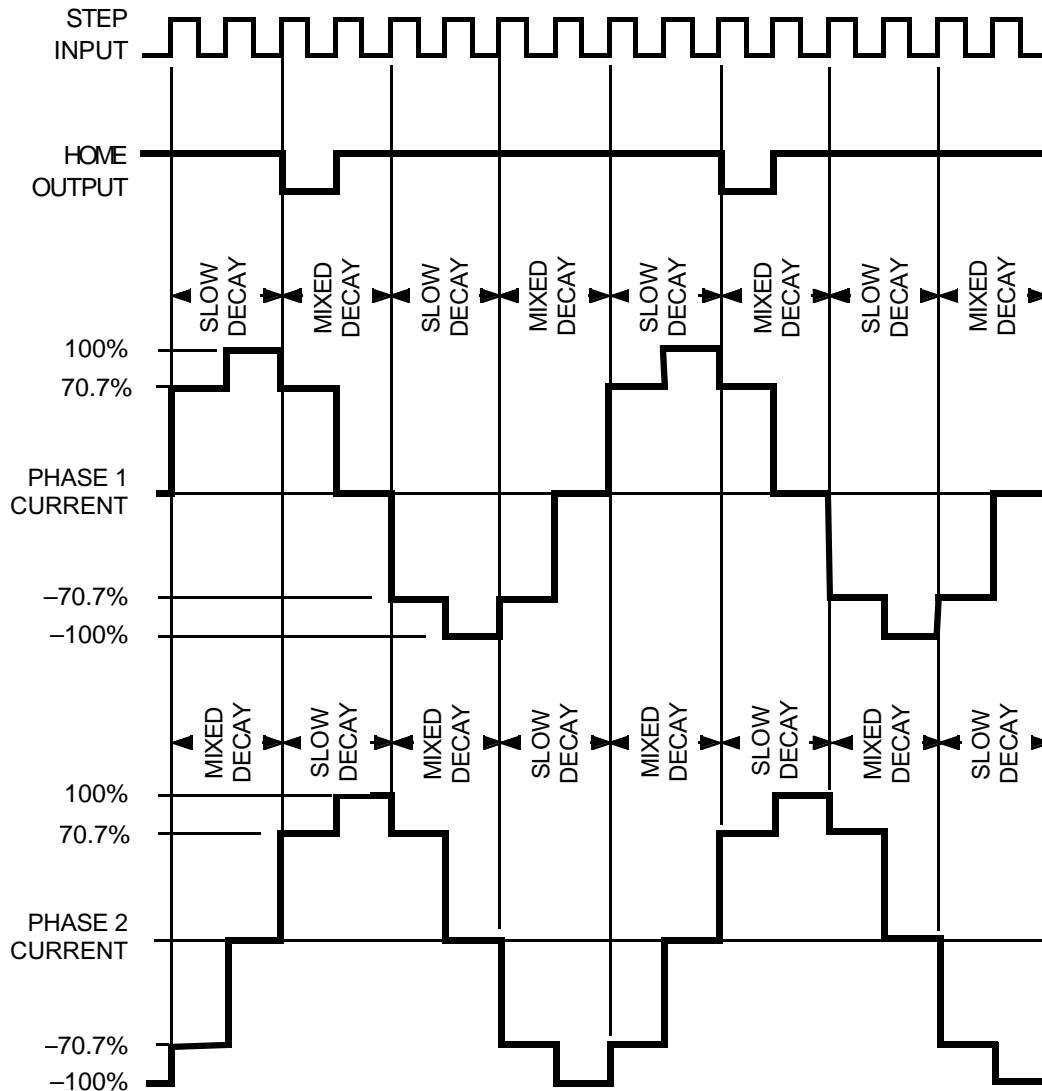 STEP
INPUT
HOME
OUTPUT
SLOW
DECAY
MIXED
DECAY
SLOW
DECAY
MIXED
DECAY
SLOW
DECAY
MIXED
DECAY
SLOW
DECAY
MIXED
DECAY
100%
70.7%
PHASE 1
CURRENT
–70.7%
–100%
MIXED
DECAY
SLOW
DECAY
MIXED
DECAY
SLOW
DECAY
MIXED
DECAY
SLOW
DECAY
MIXED
DECAY
SLOW
DECAY
100%
70.7%
PHASE 2
CURRENT
–70.7%
–100%